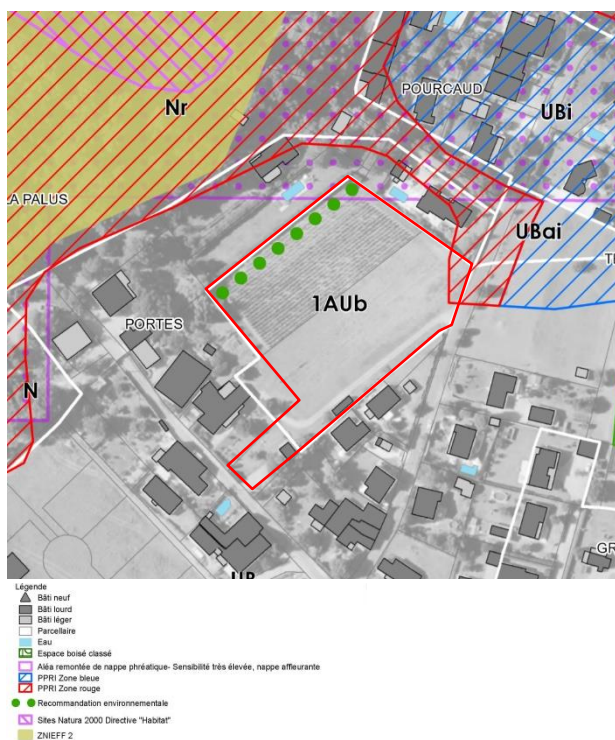 Nr
POURCAUD
UBi
A PALUS
UBai
1AUb
PORTES
N
GR
Légende
Bâti neuf
Bâti lourd
Bâti léger
Parcellaire
Eau
Espace boisé classé
Aléa remontée de nappe phréatique- Sensibilité très élevée, nappe affleurante
PPRI Zone bleue
PPRI Zone rouge
Recommandation environnementale
Sites Natura 2000 Directive "Habitat"
ZNIEFF 2